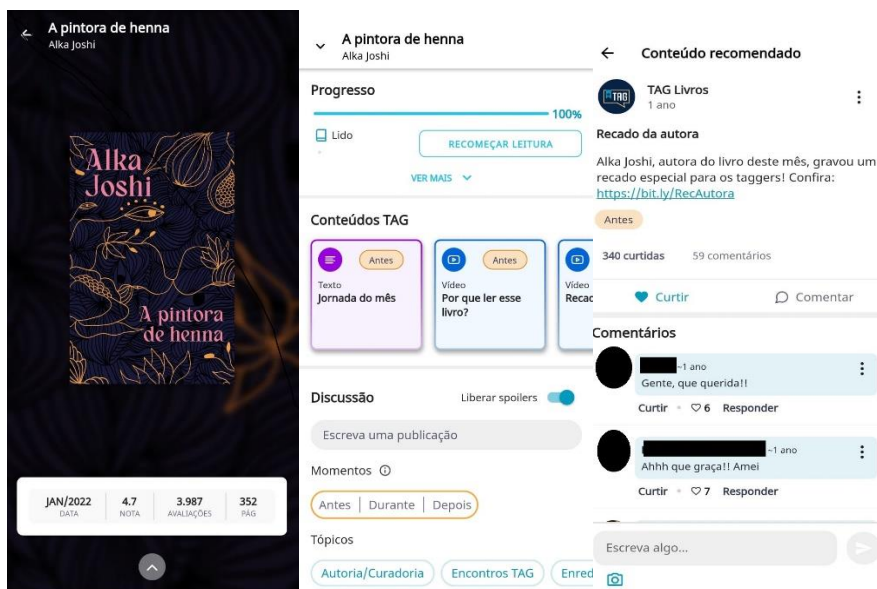 A pintora de henna
Alka Joshi
Alka
Joshi
A pintora
de henna
JAN/2022
DATA
4.7
NOTA
3.987
AVALIAÇÕES
352
PÁG
A pintora de henna
Alka Joshi
Progresso
100%
Lido
RECOMEÇAR LEITURA
VER MAIS
Conteúdos TAG
Antes
Texto
Jornada do mês
Antes
Vídeo
Por que ler esse
livro?
Vídeo
Discussão
Liberar spoilers
Escreva uma publicação
Momentos
Antes | Durante | Depois
Tópicos
Autoria/Curadoria
Encontros TAG
Conteúdo recomendado
TAG
TAG Livros
1 ano
Recado da autora
Alka Joshi, autora do livro deste mês, gravou um
recado especial para os taggers! Confira:
https://bit.ly/RecAutora
Antes
340 curtidas 59 comentários
Curtir
Comentar
Comentários
~1 ano
Gente, que querida!!
Curtir 6 Responder
~1 ano
Ahhh que graça!! Amei
Curtir 7 Responder
Escreva algo...